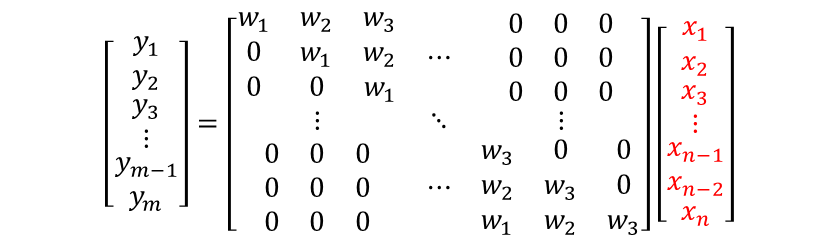 y₁ = w₁ w₂ w₃ 0 0 0 x₁
y₂ 0 w₁ w₂ ⋯ 0 0 0 x₂
y₃ 0 0 w₁ 0 0 0 x₃
⋮ ⋮ ⋱ ⋮ ⋮
yₘ₋₁ 0 0 0 w₃ 0 0 xₙ₋₁
yₘ 0 0 0 ⋯ w₂ w₃ 0 xₙ₋₂
0 0 0 w₁ w₂ w₃ xₙ